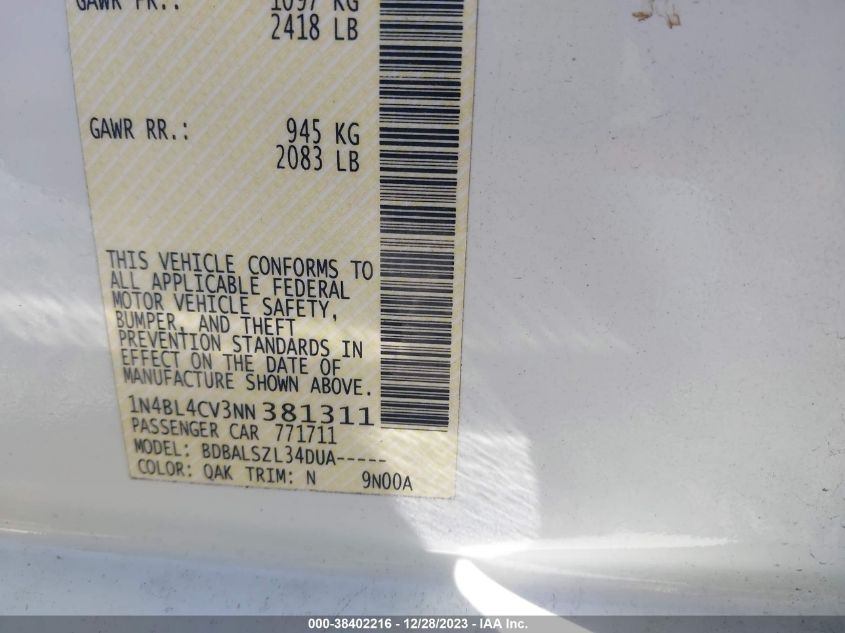 GAWR FR.: 1097 KG
2418 LB
GAWR RR.: 945 KG
2083 LB
THIS VEHICLE CONFORMS TO
ALL APPLICABLE FEDERAL
MOTOR VEHICLE SAFETY,
BUMPER, AND THEFT
PREVENTION STANDARDS IN
EFFECT ON THE DATE OF
MANUFACTURE SHOWN ABOVE.
1N4BL4CV3NN381311
PASSENGER CAR 771711
MODEL: BDBALSZL34DUA-----
COLOR: QAK TRIM: N 9N00A
000-38402216 - 12/28/2023 - IAA Inc.